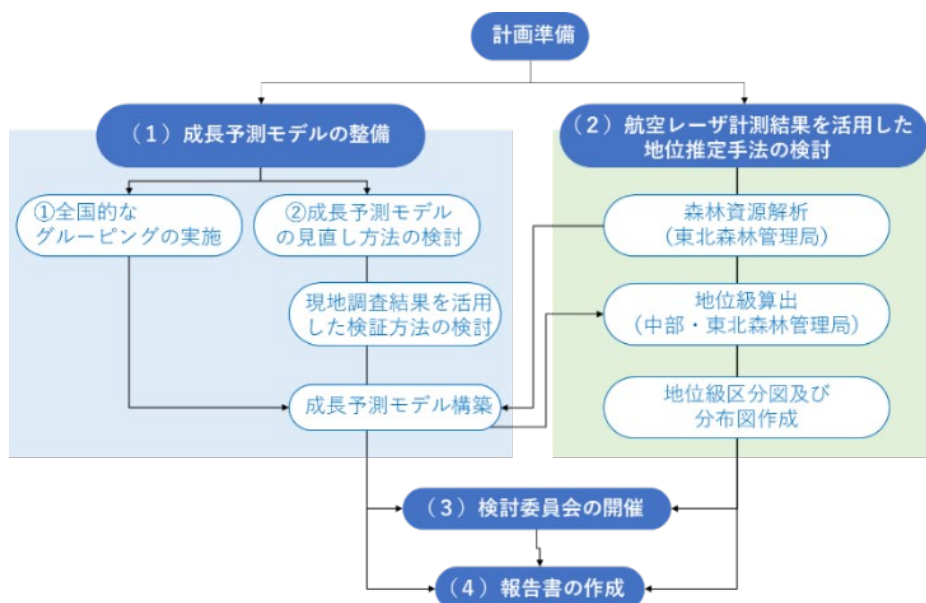 計画準備
（１）成長予測モデルの整備
①全国的な
グルーピングの実施
②成長予測モデル
の見直し方法の検討
現地調査結果を活用
した検証方法の検討
成長予測モデル構築
（２）航空レーザ計測結果を活用した
地位推定手法の検討
森林資源解析
（東北森林管理局）
地位級算出
（中部・東北森林管理局）
地位級区分図及び
分布図作成
（３）検討委員会の開催
（４）報告書の作成